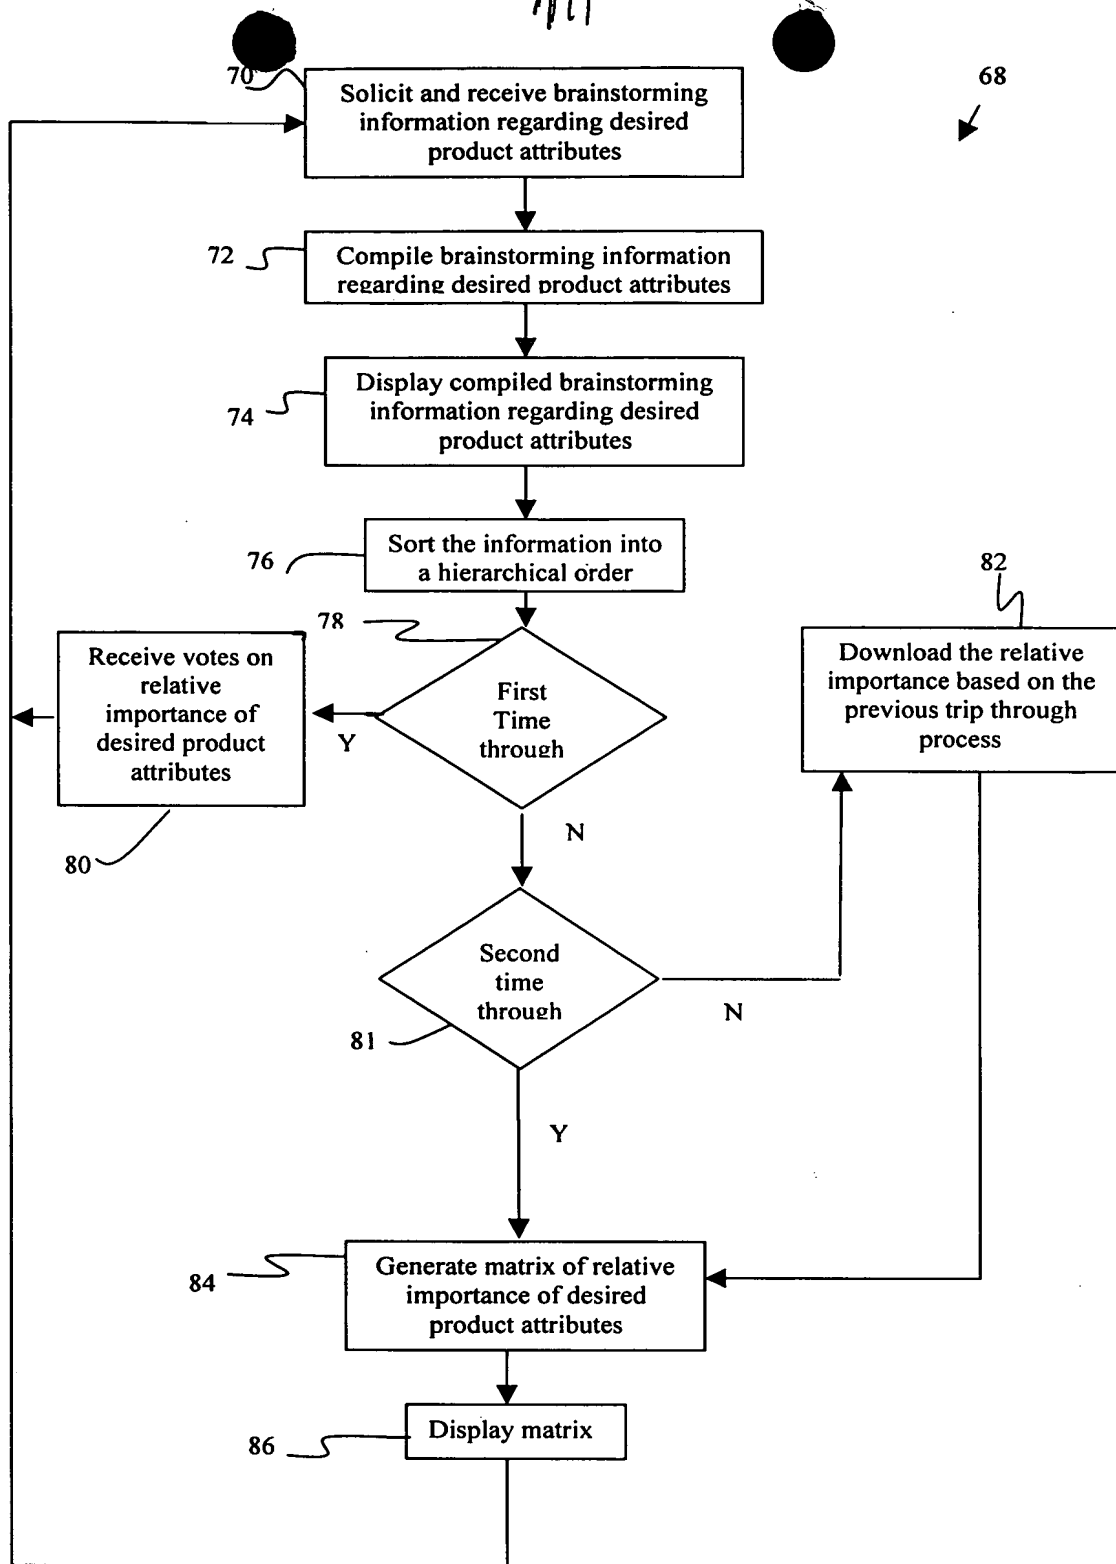 70
68
Solicit and receive brainstorming
information regarding desired
product attributes
72
Compile brainstorming information
regarding desired product attributes
74
Display compiled brainstorming
information regarding desired
product attributes
76
Sort the information into
a hierarchical order
82
78
Receive votes on
relative
importance of
desired product
attributes
First
Time
through
Download the relative
importance based on the
previous trip through
process
Y
N
80
Second
time
through
N
81
Y
84
Generate matrix of relative
importance of desired
product attributes
86
Display matrix